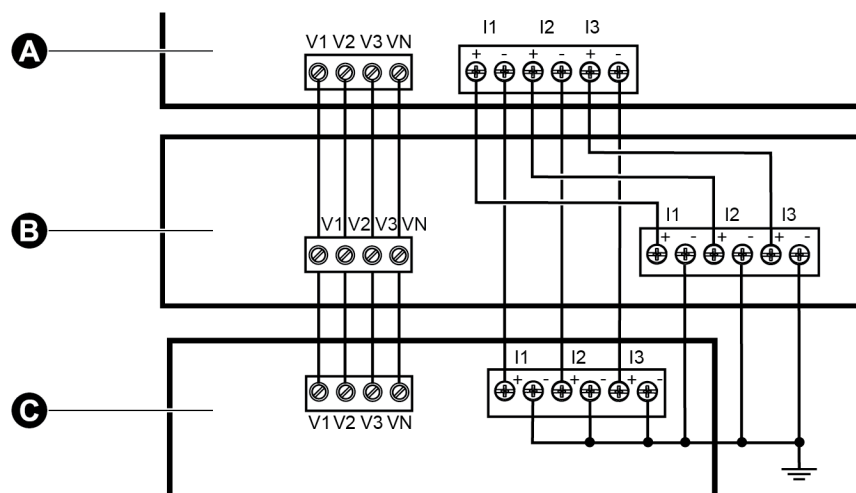 I1 I2 I3
A
V1 V2 V3 VN
+ - + - + -
B
V1 V2 V3 VN
I1 I2 I3
+ - + - + -
I1 I2 I3
+ - + - + -
C
V1 V2 V3 VN